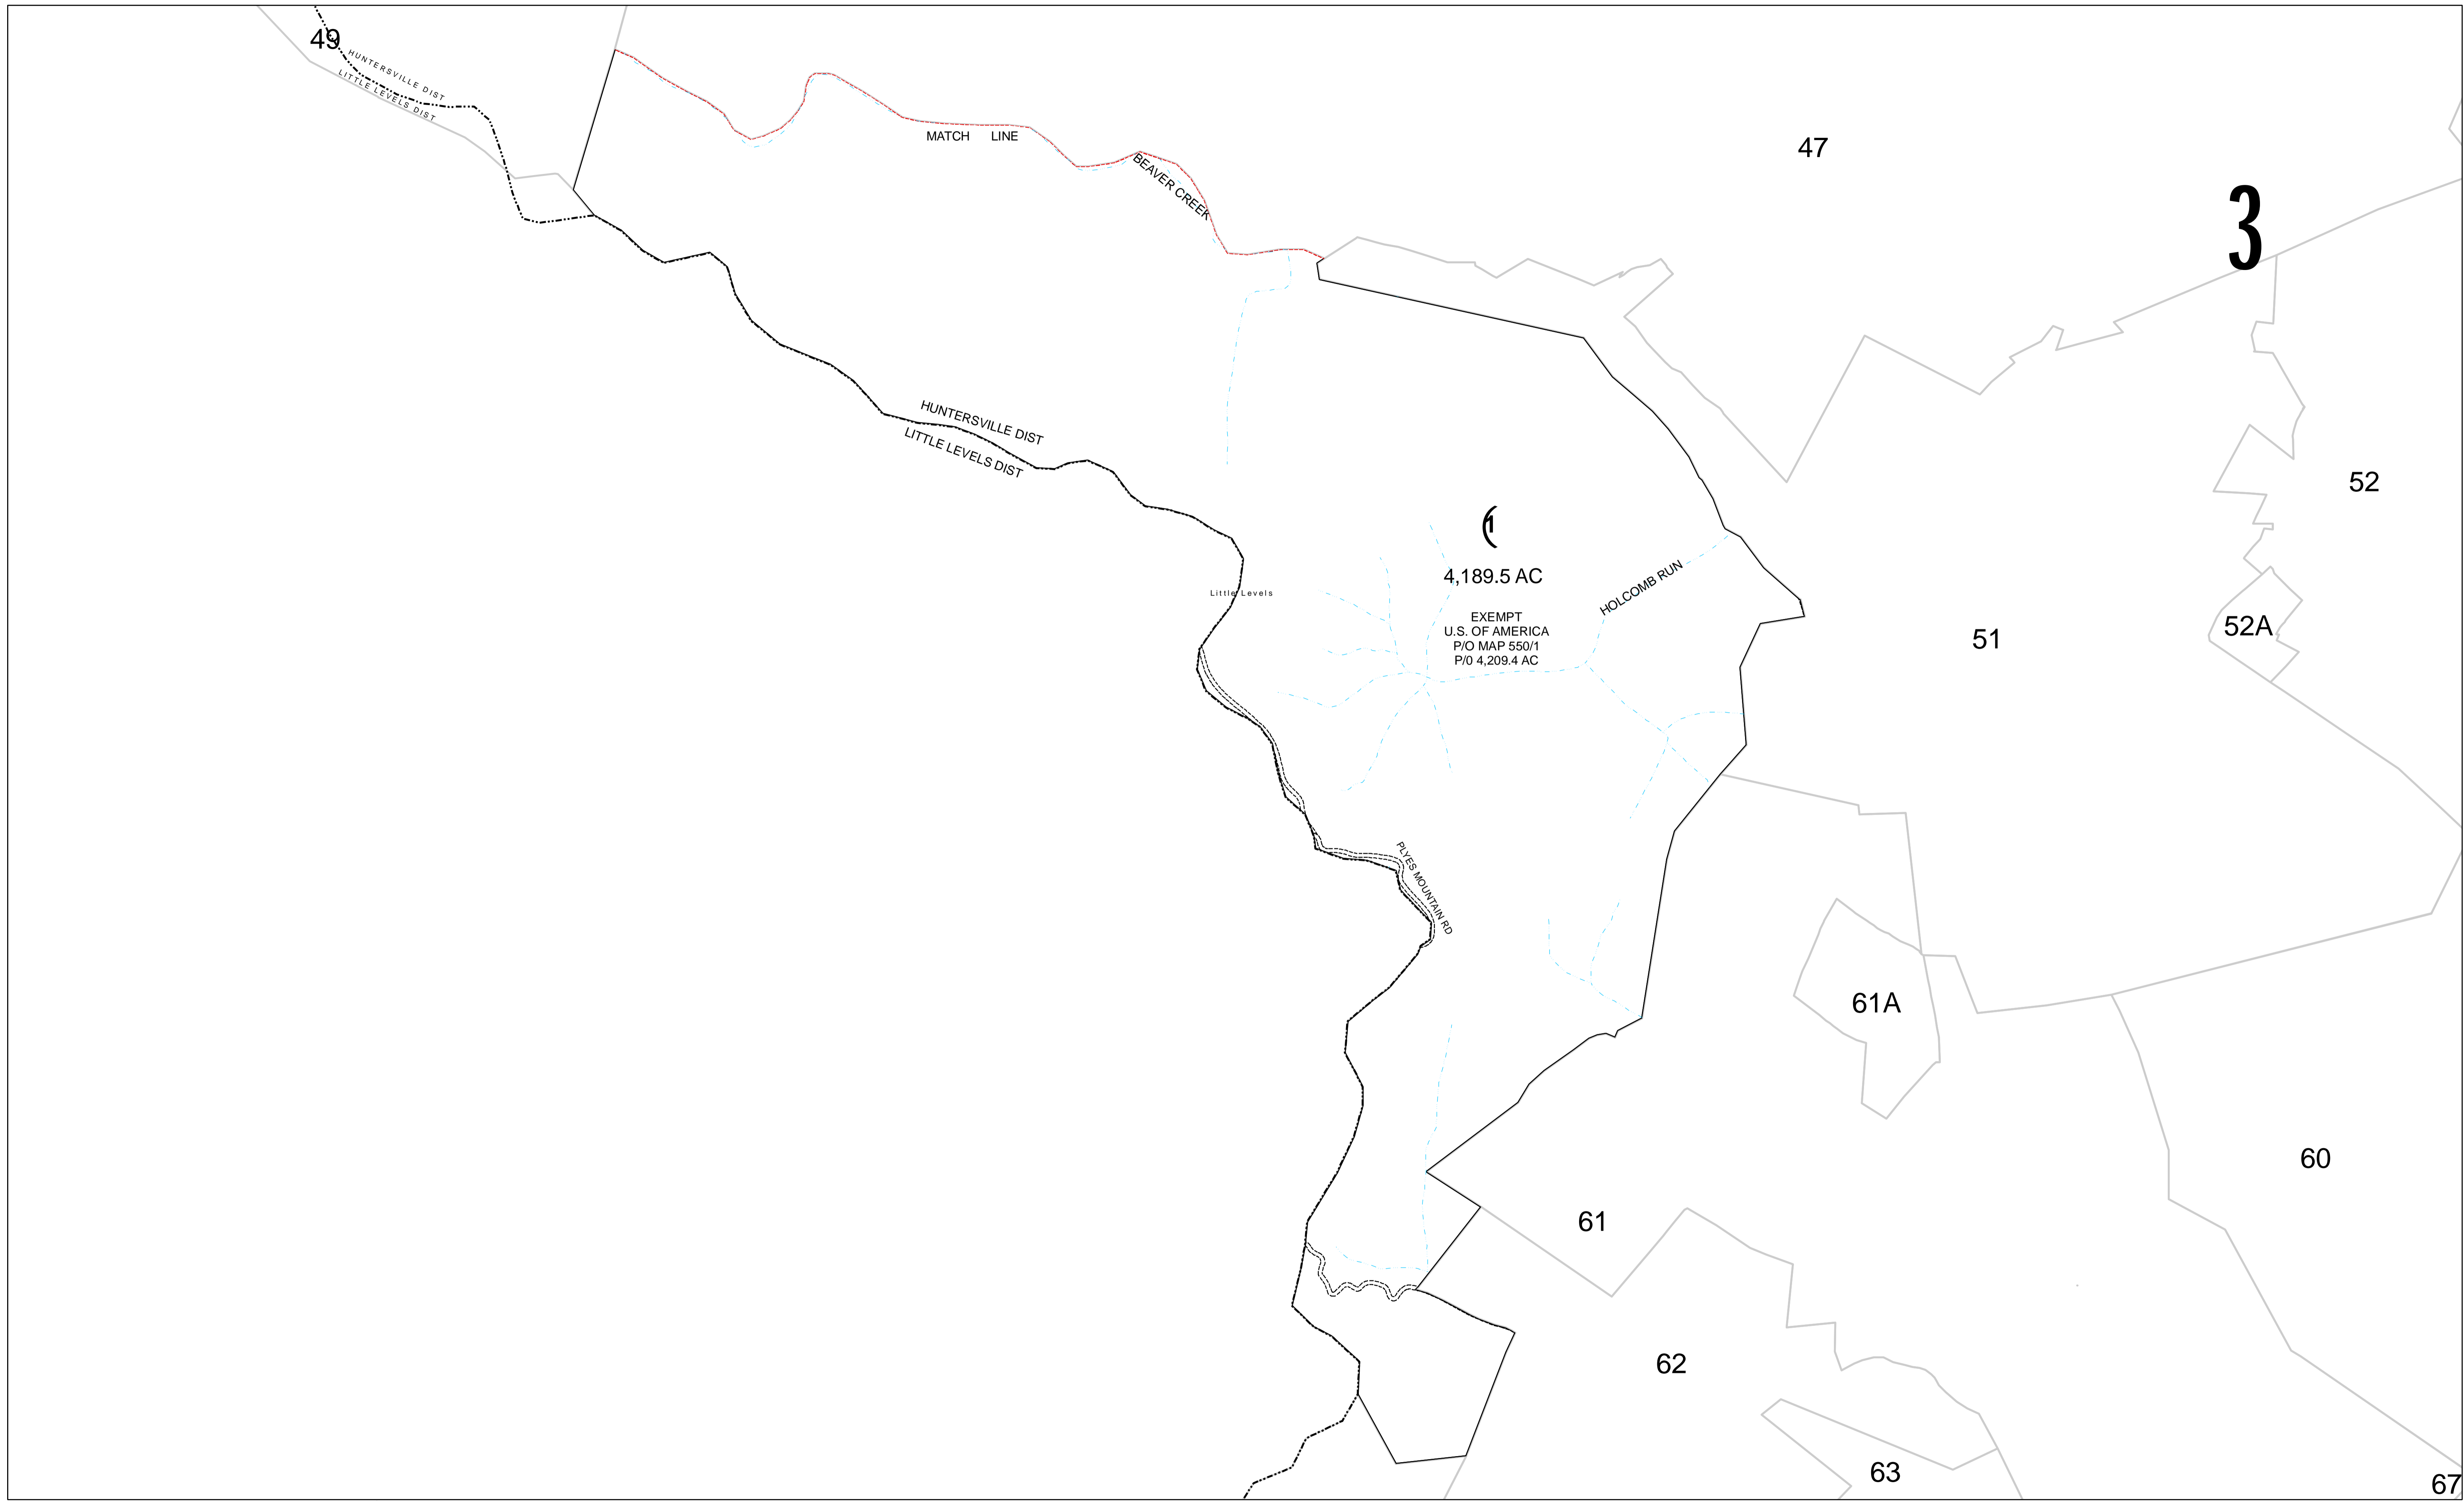 49
HUNTERSVILLE DIST
LITTLE LEVELS DIST
MATCH LINE
BEAVER CREEK
47
3
HUNTERSVILLE DIST
LITTLE LEVELS DIST
52
(1
4,189.5 AC
HOLCOMB RUN
Little Levels
EXEMPT
U.S. OF AMERICA
P/O MAP 550/1
P/0 4,209.4 AC
51
52A
PLYES MOUNTAIN RD
61A
60
61
62
63
67